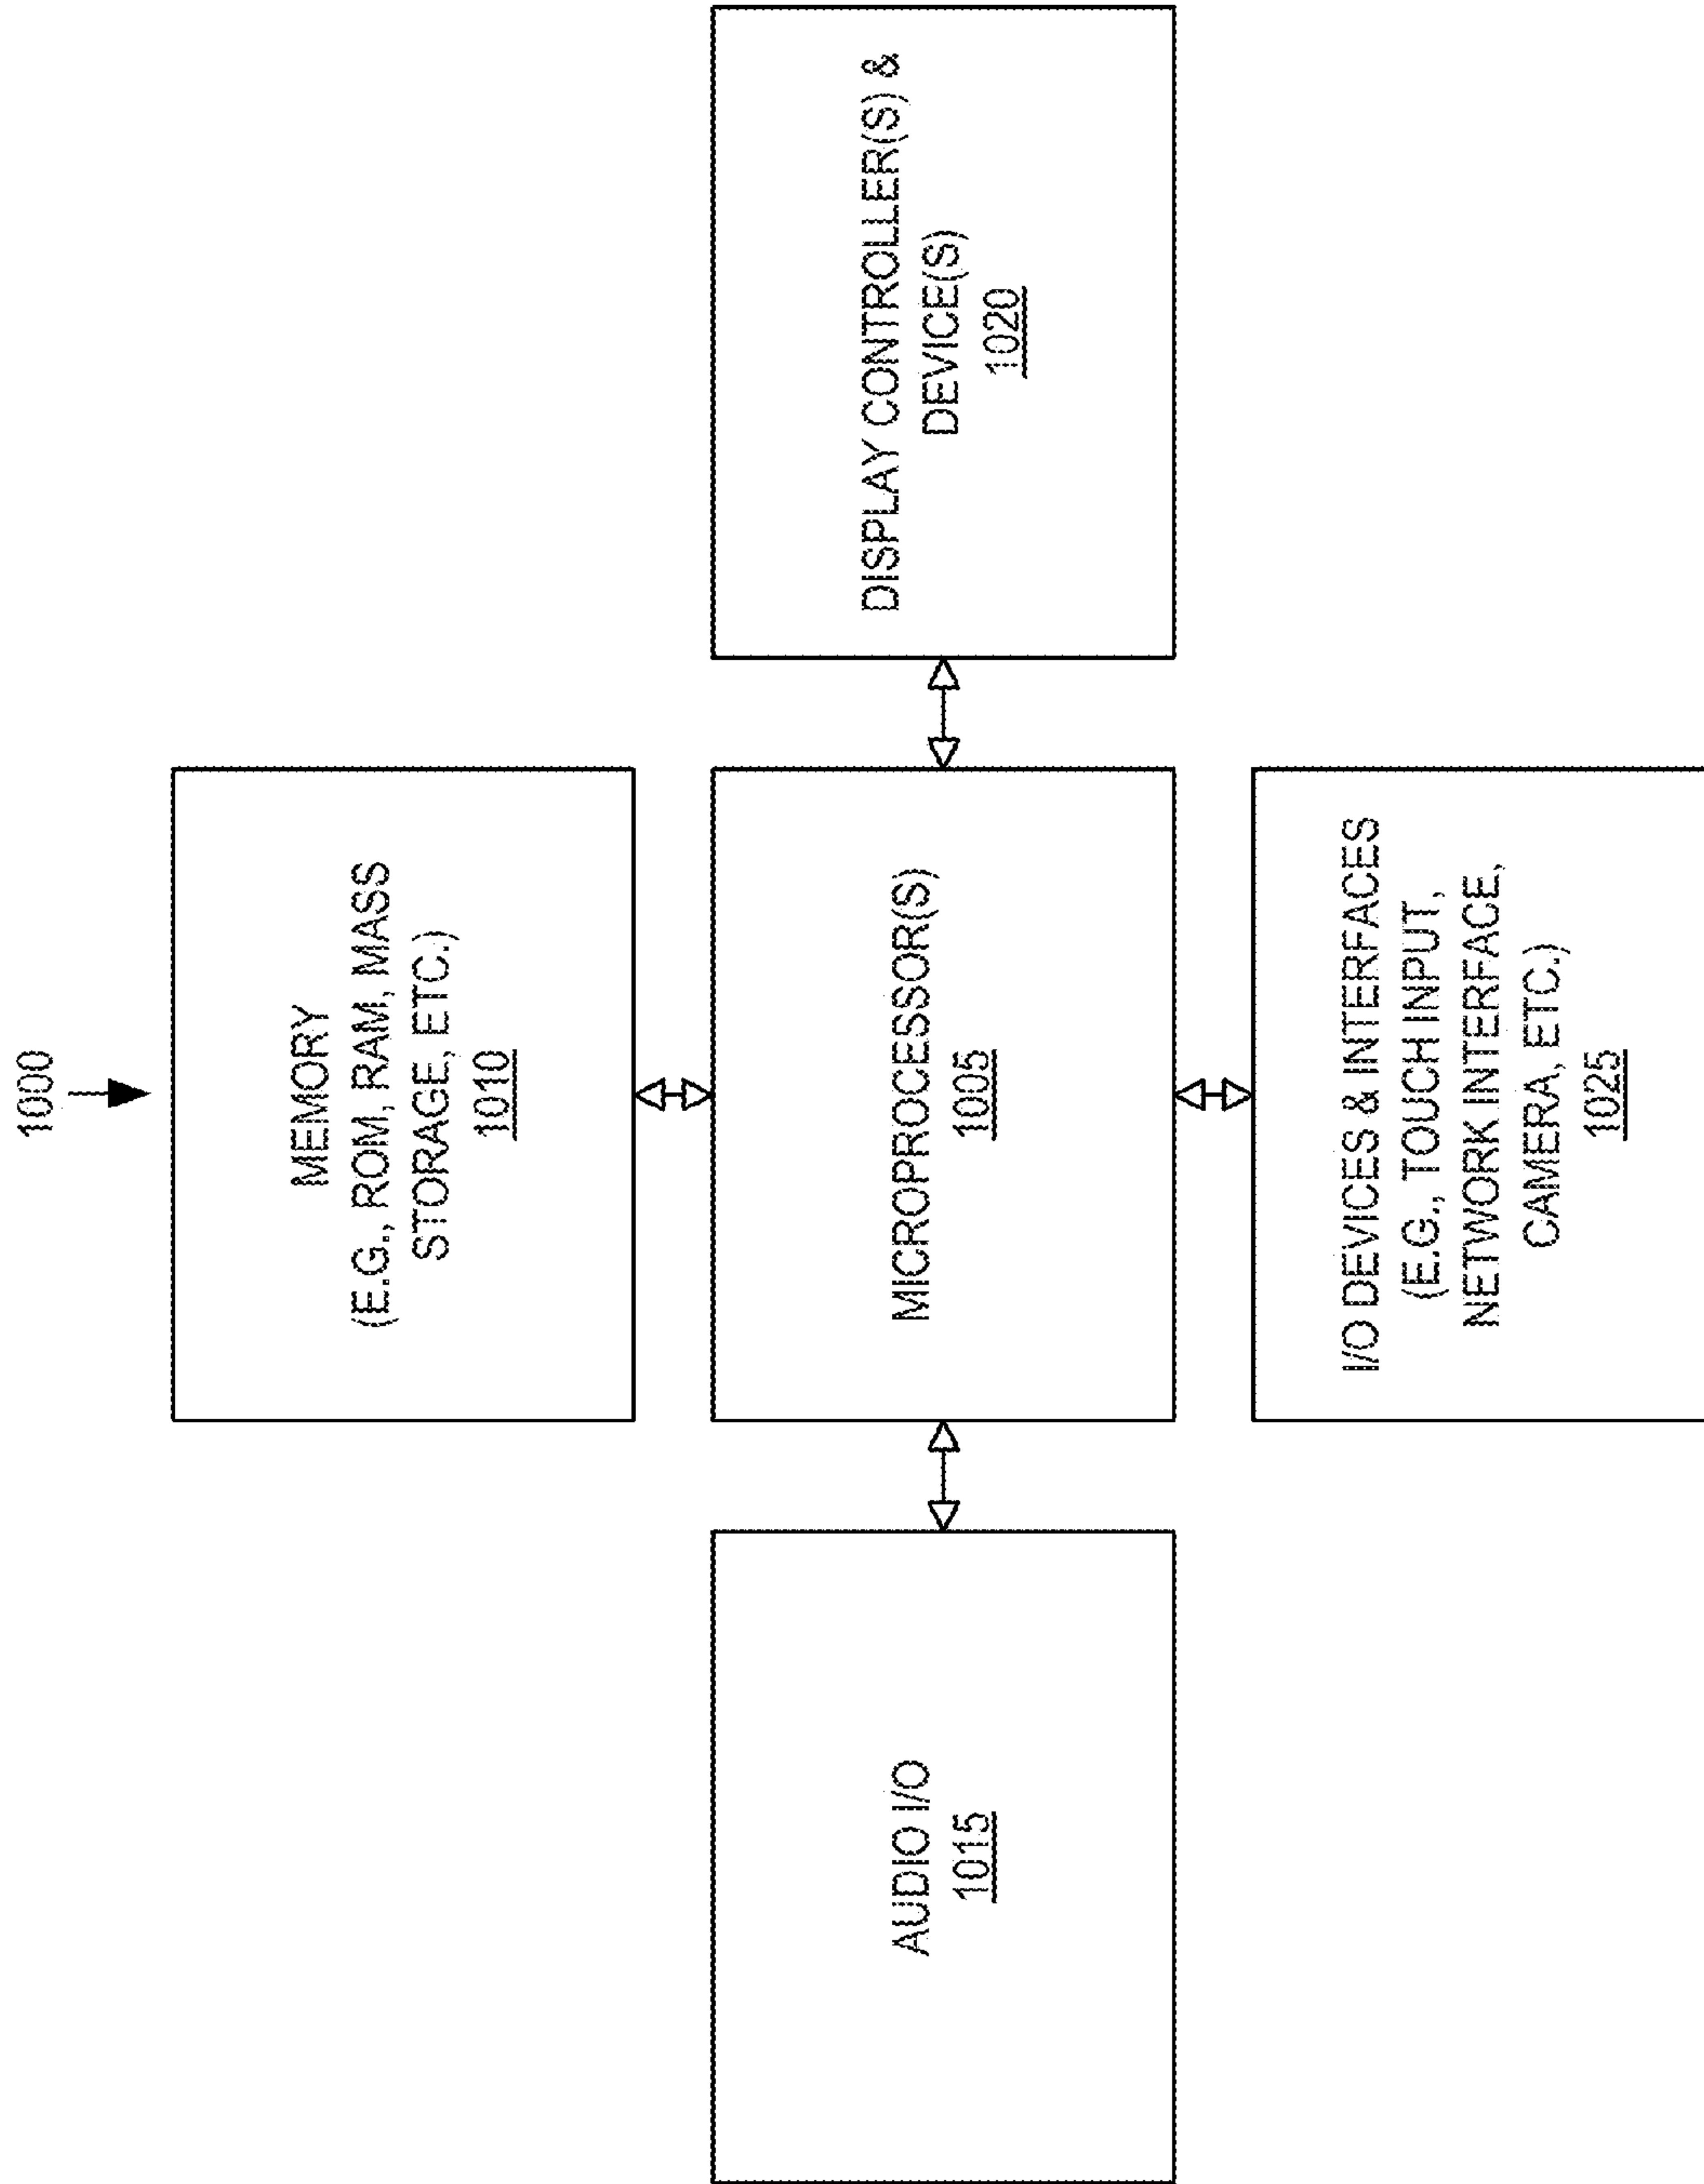 1000
MEMORY
(E.G., ROM, RAM, MASS
STORAGE, ETC.)
1010
AUDIO I/O
1015
MICROPROCESSOR(S)
1005
DISPLAY CONTROLLER(S) &
DEVICE(S)
1020
I/O DEVICES & INTERFACES
(E.G., TOUCH INPUT,
NETWORK INTERFACE,
CAMERA, ETC.)
1025